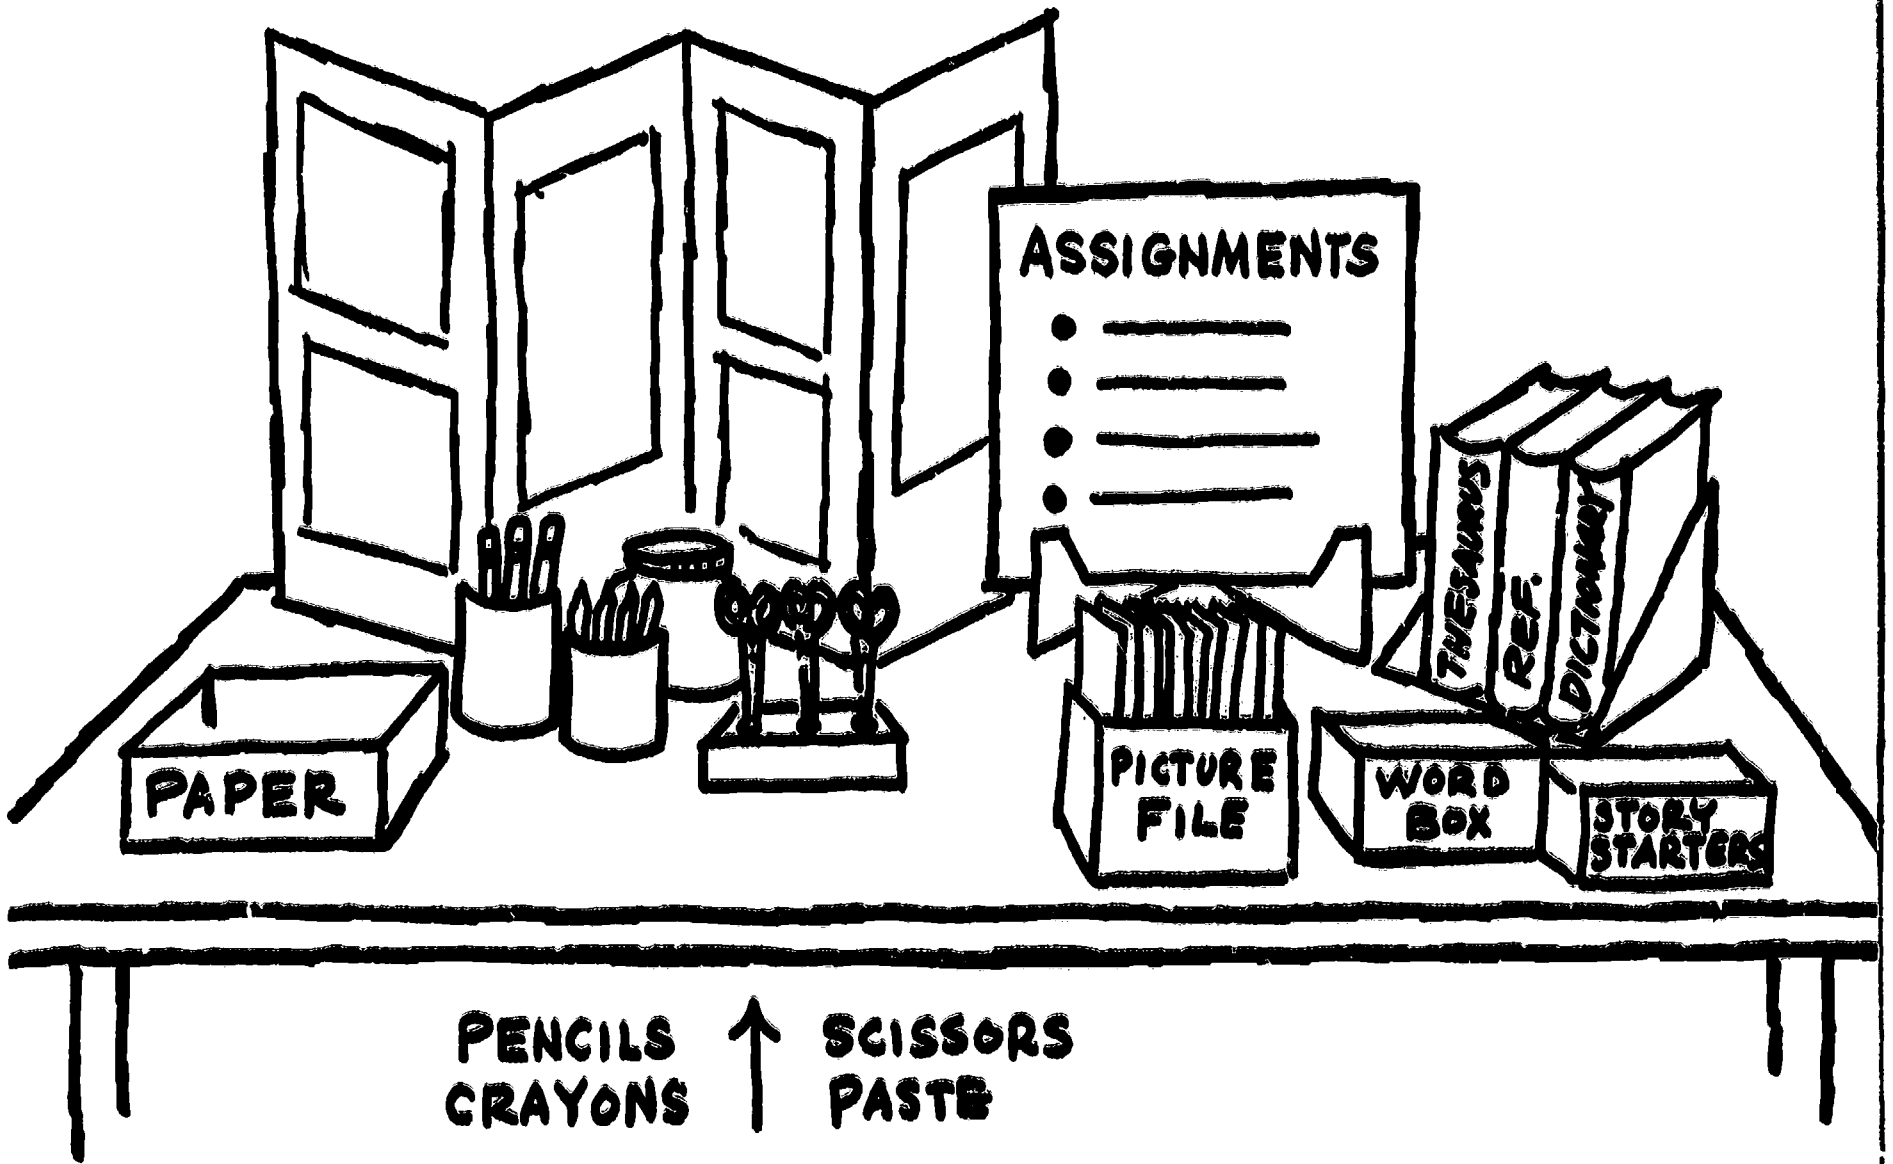 ASSIGNMENTS
THESAURUS
REF.
DICTIONARY
PAPER
PICTURE
FILE
WORD
BOX
STORY
STARTERS
PENCILS
CRAYONS
SCISSORS
PASTE